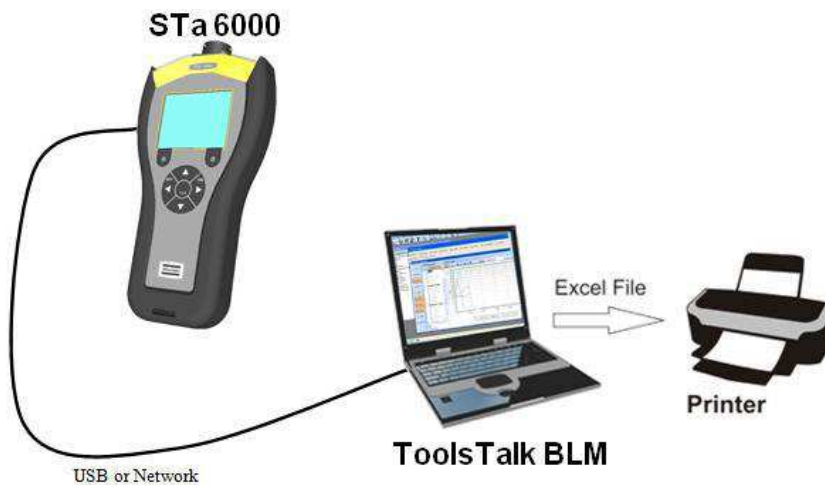 STa 6000
Excel File
Printer
ToolsTalk BLM
USB or Network